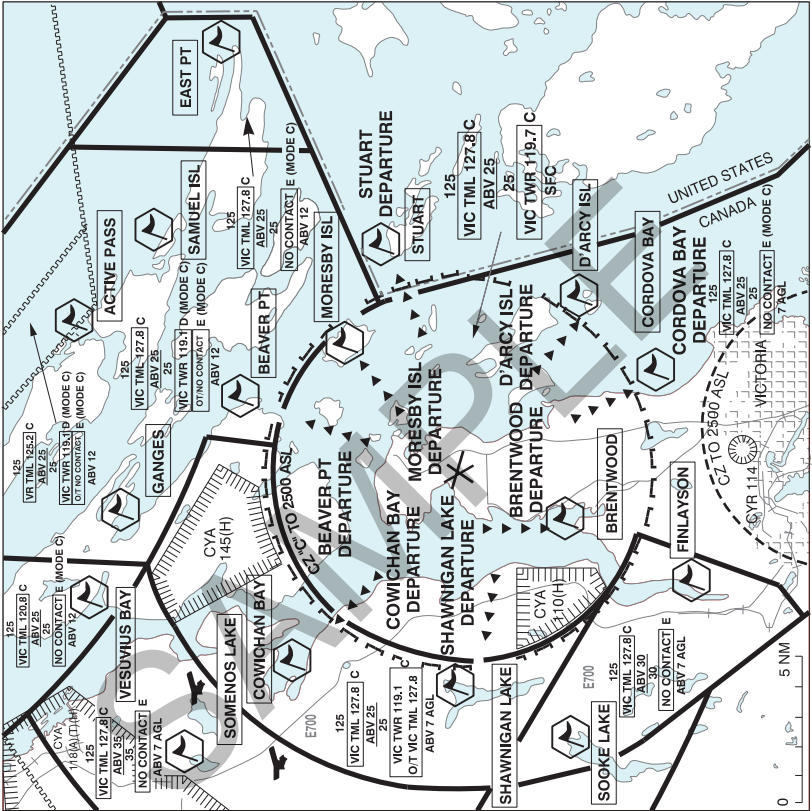 125
VIC TML 120.8 C
ABV 25
25
NO CONTACT E (MODE C)
ABV 12
125
VR TML 125.2 C
ABV 25
25
VIC TWR 119.1 D (MODE C)
O/T NO CONTACT E (MODE C)
ABV 12
CYA
118(A)(T)(H)
125
VIC TML 127.8 C
ABV 35
35
NO CONTACT E
ABV 7 AGL
VESUVIUS BAY
GANGES
ACTIVE PASS
125
VIC TML 127.8 C
ABV 25
25
VIC TWR 119.1 D (MODE C)
O/T NO CONTACT E (MODE C)
ABV 12
EAST PT
SAMUEL ISL
SOMENOS LAKE
COWICHAN BAY
CYA
145(H)
125
VIC TML 127.8 C
ABV 25
25
NO CONTACT E (MODE C)
ABV 12
BEAVER PT
MORESBY ISL
E700
CZ "C" TO 2500 ASL
BEAVER PT
DEPARTURE
STUART
DEPARTURE
STUART
125
VIC TML 127.8 C
ABV 25
25
VIC TWR 119.1 C
O/T VIC TML 127.8
ABV 7 AGL
COWICHAN BAY
DEPARTURE
MORESBY ISL
DEPARTURE
SHAWNIGAN LAKE
DEPARTURE
125
VIC TML 127.8 C
ABV 25
25
VIC TWR 119.7 C
SFC
SHAWNIGAN LAKE
BRENTWOOD
DEPARTURE
D'ARCY ISL
DEPARTURE
D'ARCY ISL
CYA
110(H)
E700
SOOKE LAKE
BRENTWOOD
CORDOVA BAY
CORDOVA BAY
DEPARTURE
UNITED STATES
CANADA
125
VIC TML 127.8 C
ABV 30
30
NO CONTACT E
ABV 7 AGL
FINLAYSON
125
VIC TML 127.8 C
ABV 25
25
NO CONTACT E (MODE C)
7 AGL
CZ TO 2500 ASL
CYR 114
VICTORIA
0 5 NM
SAMPLE